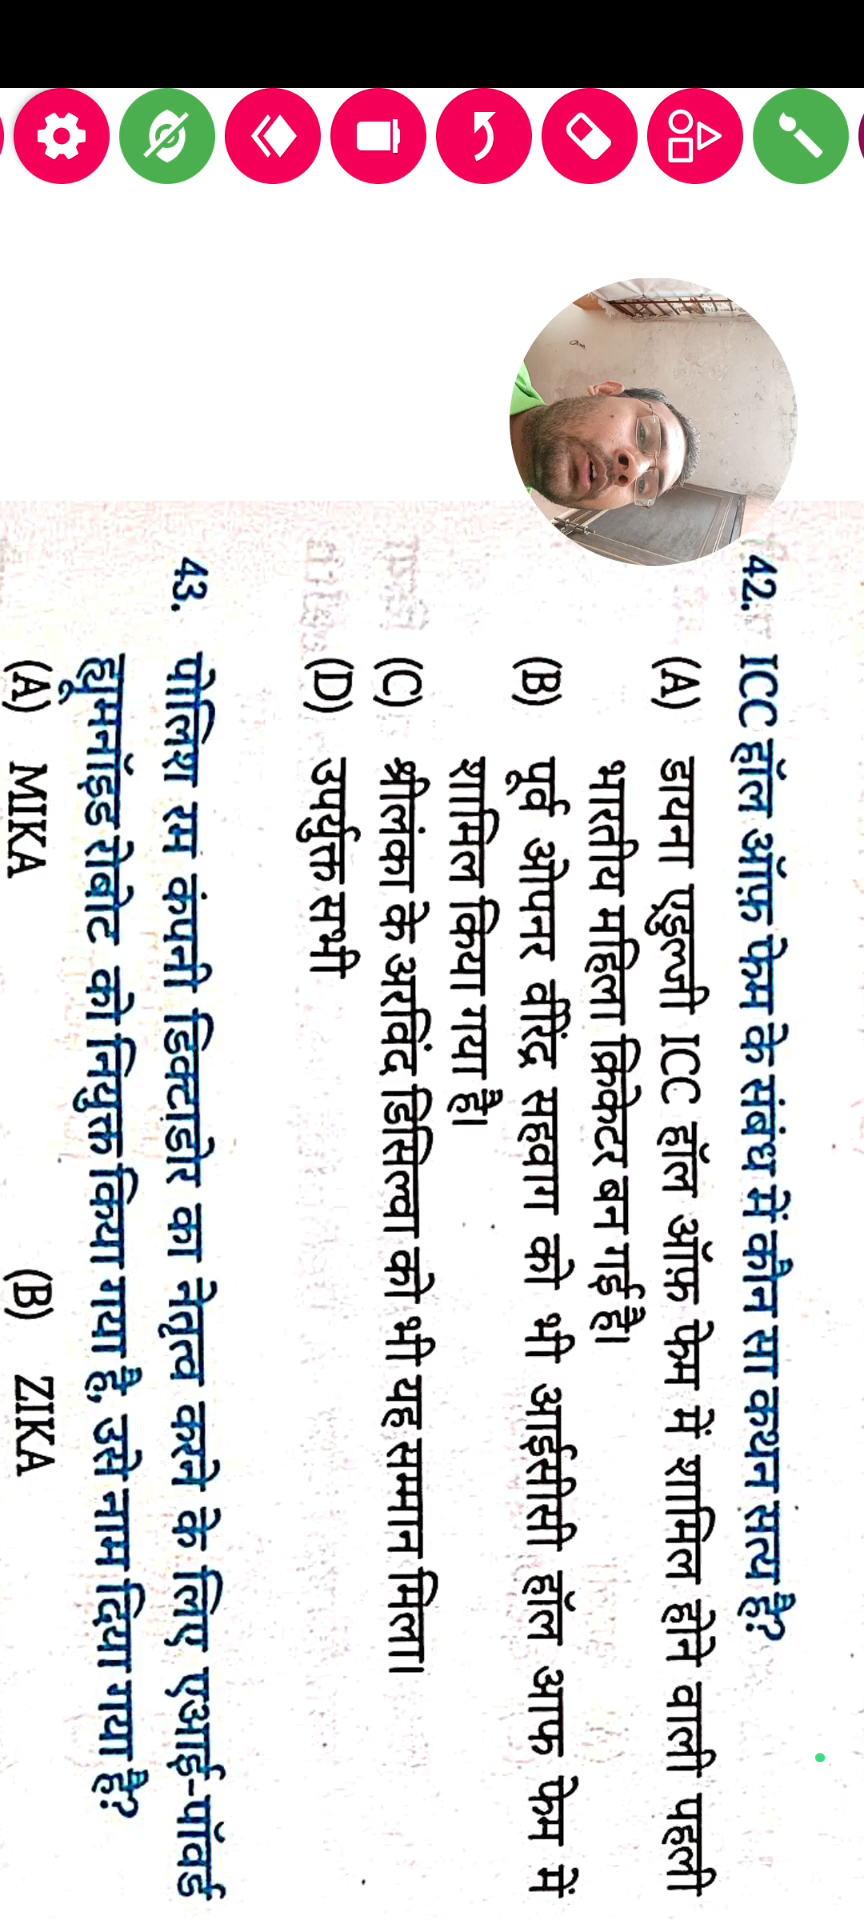 42. ICC हॉल ऑफ़ फेम के संबंध में कौन सा कथन सत्य है?
(A) डायना एडुल्जी ICC हॉल ऑफ़ फेम में शामिल होने वाली पहली
भारतीय महिला क्रिकेटर बन गई है।
(B) पूर्व ओपनर वीरेंद्र सहवाग को भी आईसीसी हॉल आफ फेम में
शामिल किया गया है।
(C) श्रीलंका के अरविंद डिसिल्वा को भी यह सम्मान मिला।
(D) उपर्युक्त सभी
43. पोलिश रम कंपनी डिक्टाडोर का नेतृत्व करने के लिए एआई-पॉवर्ड
ह्यूमनॉइड रोबोट को नियुक्त किया गया है, उसे नाम दिया गया है?
(A) MIKA (B) ZIKA